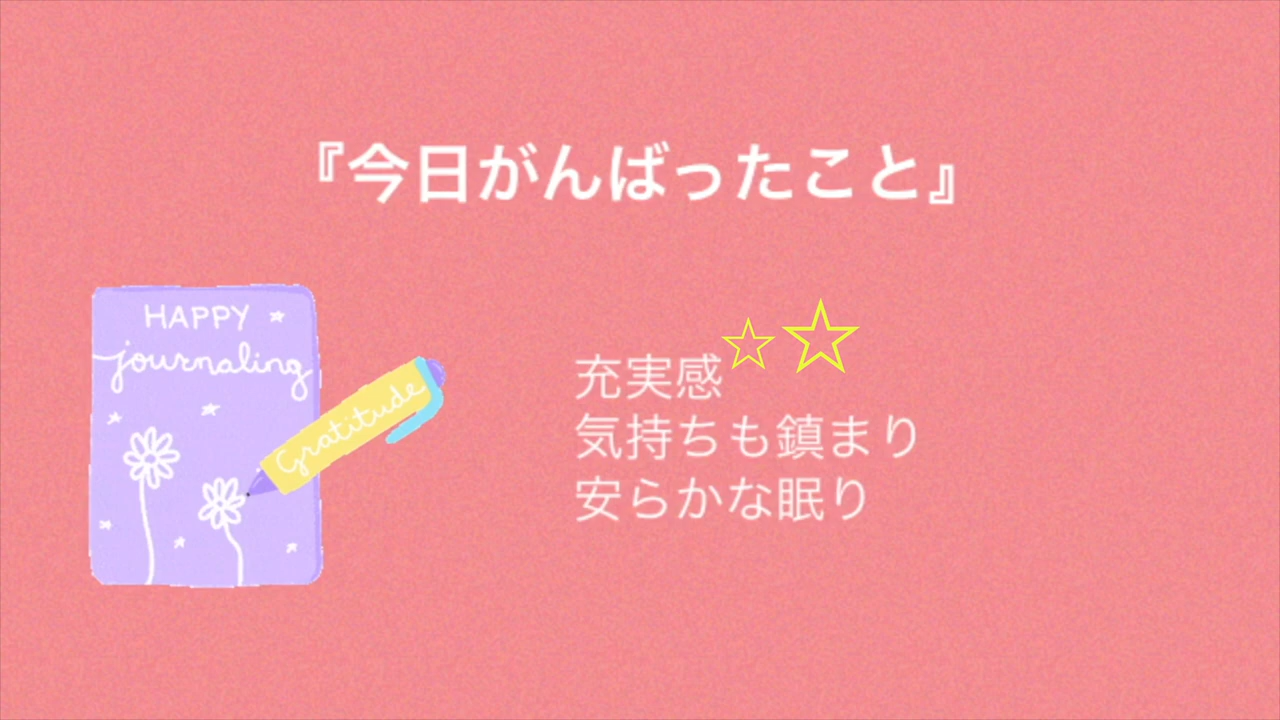 『今日がんばったこと』
HAPPY
journaling
Gratitude
充実感
気持ちも鎮まり
安らかな眠り